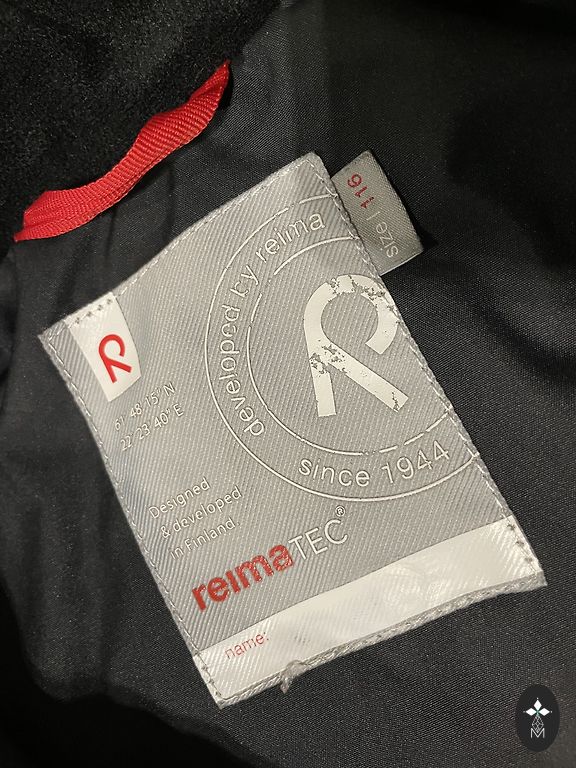 size | 116
developed by reima
since 1944
61° 48' 15" N
22° 23' 40" E
Designed
& developed
in Finland
reimaTEC®
name: